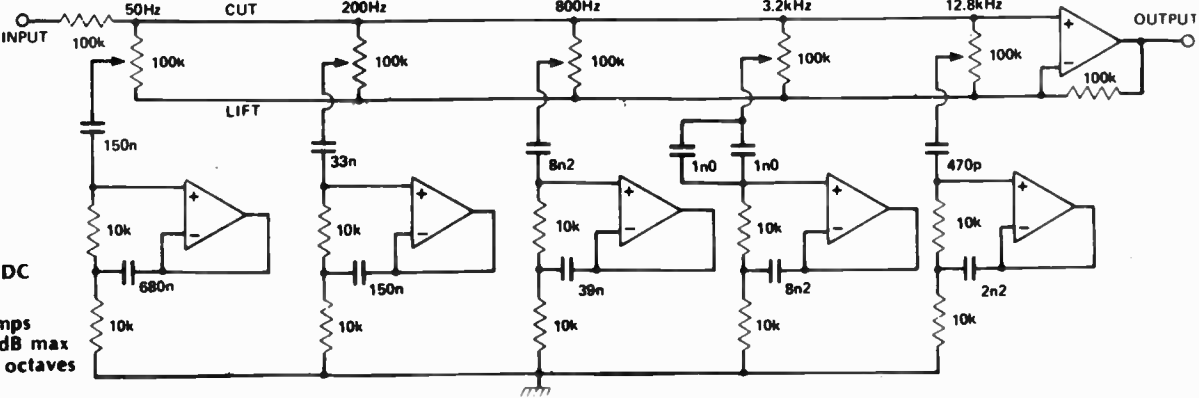 50Hz CUT 200Hz 800Hz 3.2kHz 12.8kHz
INPUT + OUTPUT
100k
100k 100k 100k 100k 100k
− 100k
LIFT
150n 33n 8n2 1n0 1n0 470p
+ + + + +
10k 10k 10k 10k 10k
− − − − −
DC
680n 150n 39n 8n2 2n2
mps
10k 10k 10k 10k 10k
dB max
octaves